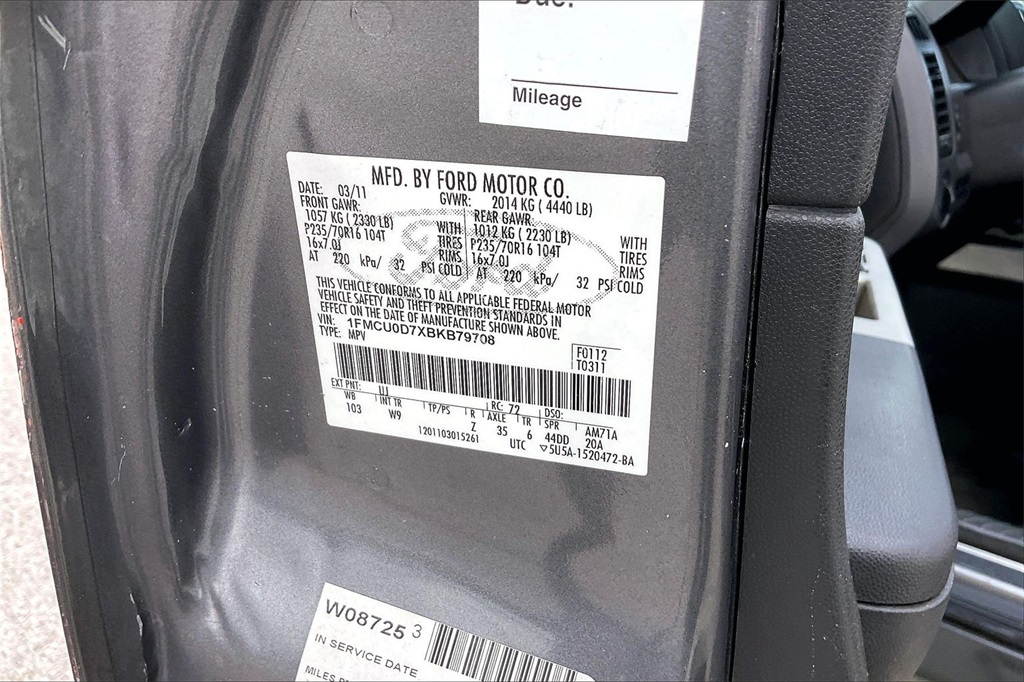 Due:
Mileage
MFD. BY FORD MOTOR CO.
DATE: 03/11 GVWR: 2014 KG ( 4440 LB)
FRONT GAWR: REAR GAWR:
1057 KG ( 2330 LB) WITH 1012 KG ( 2230 LB) WITH
P235/70R16 104T TIRES P235/70R16 104T TIRES
16x7.0J RIMS 16x7.0J RIMS
AT 220 kPa/ 32 PSI COLD AT 220 kPa/ 32 PSI COLD
Ford
THIS VEHICLE CONFORMS TO ALL APPLICABLE FEDERAL MOTOR
VEHICLE SAFETY AND THEFT PREVENTION STANDARDS IN
EFFECT ON THE DATE OF MANUFACTURE SHOWN ABOVE.
VIN: 1FMCU0D7XBKB79708
TYPE: MPV
F0112
T0311
EXT PNT: UJ RC: 72 DSO:
WB INT TR TP/PS R AXLE TR SPR AM71A
103 W9 Z 35 6 44DD 20A
1201103015261 UTC ▽5U5A-1520472-BA
W08725 3
IN SERVICE DATE
MILES